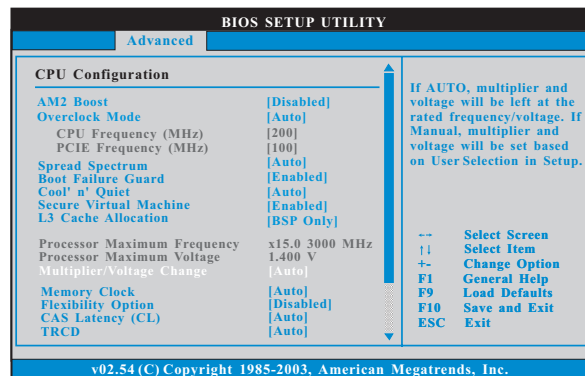 BIOS SETUP UTILITY
Advanced
CPU Configuration
AM2 Boost [Disabled]
Overclock Mode [Auto]
CPU Frequency (MHz) [200]
PCIE Frequency (MHz) [100]
Spread Spectrum [Auto]
Boot Failure Guard [Enabled]
Cool' n' Quiet [Auto]
Secure Virtual Machine [Enabled]
L3 Cache Allocation [BSP Only]
Processor Maximum Frequency x15.0 3000 MHz
Processor Maximum Voltage 1.400 V
Multiplier/Voltage Change [Auto]
Memory Clock [Auto]
Flexibility Option [Disabled]
CAS Latency (CL) [Auto]
TRCD [Auto]
If AUTO, multiplier and
voltage will be left at the
rated frequency/voltage. If
Manual, multiplier and
voltage will be set based
on User Selection in Setup.
←→ Select Screen
↑↓ Select Item
+- Change Option
F1 General Help
F9 Load Defaults
F10 Save and Exit
ESC Exit
v02.54 (C) Copyright 1985-2003, American Megatrends, Inc.